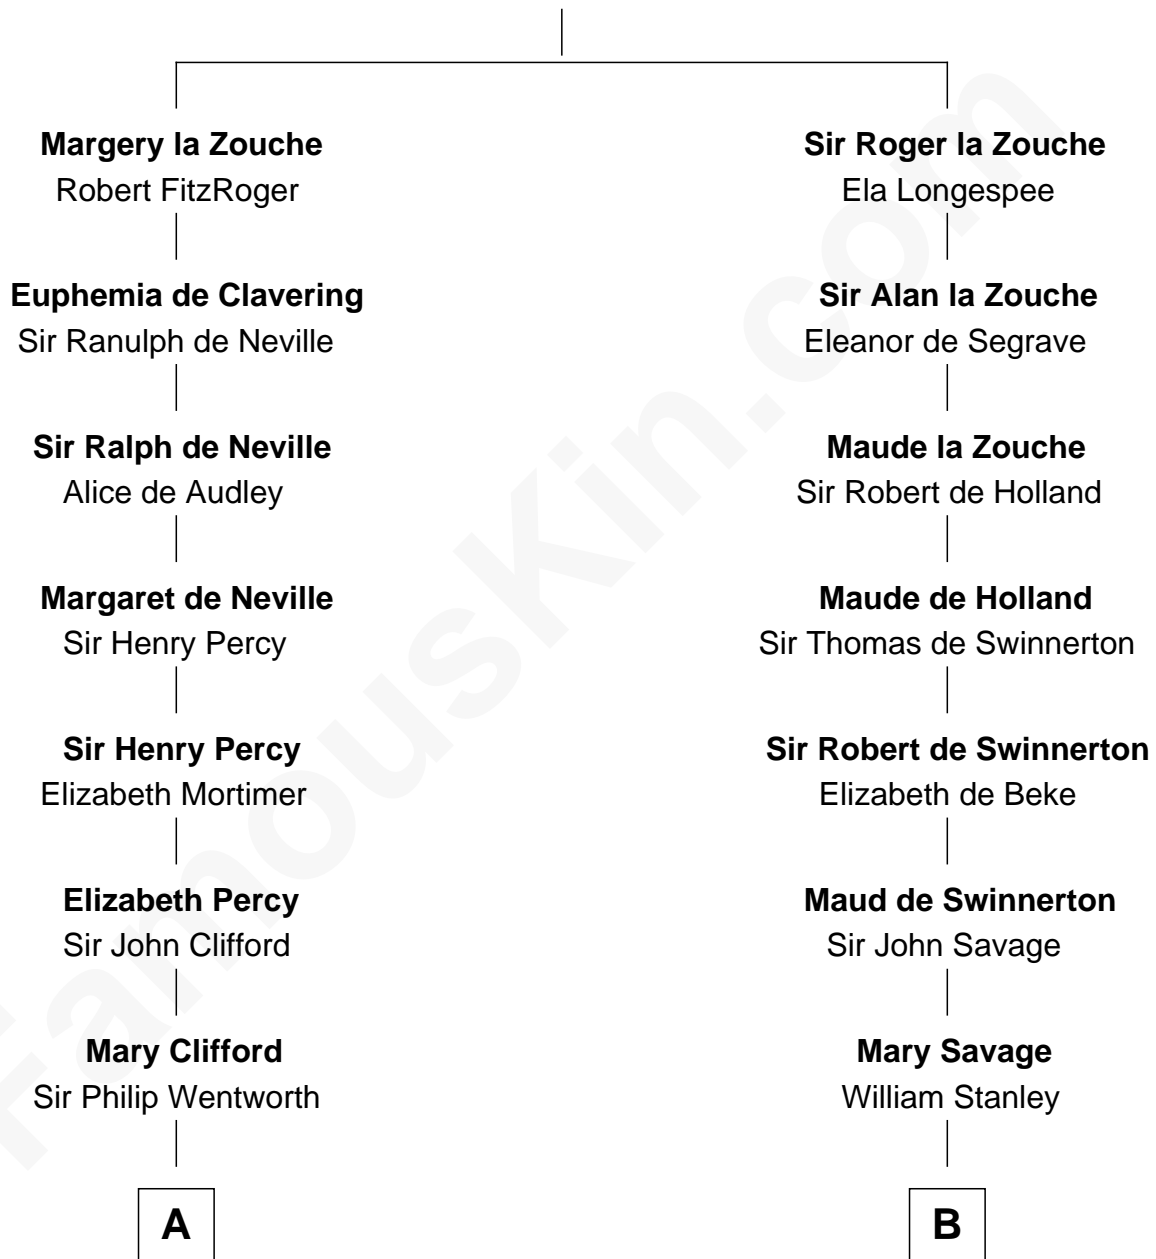 Margery la Zouche
Robert FitzRoger
Euphemia de Clavering
Sir Ranulph de Neville
Sir Ralph de Neville
Alice de Audley
Margaret de Neville
Sir Henry Percy
Sir Henry Percy
Elizabeth Mortimer
Elizabeth Percy
Sir John Clifford
Mary Clifford
Sir Philip Wentworth
A
Sir Roger la Zouche
Ela Longespee
Sir Alan la Zouche
Eleanor de Segrave
Maude la Zouche
Sir Robert de Holland
Maude de Holland
Sir Thomas de Swinnerton
Sir Robert de Swinnerton
Elizabeth de Beke
Maud de Swinnerton
Sir John Savage
Mary Savage
William Stanley
B
FamousKin.com